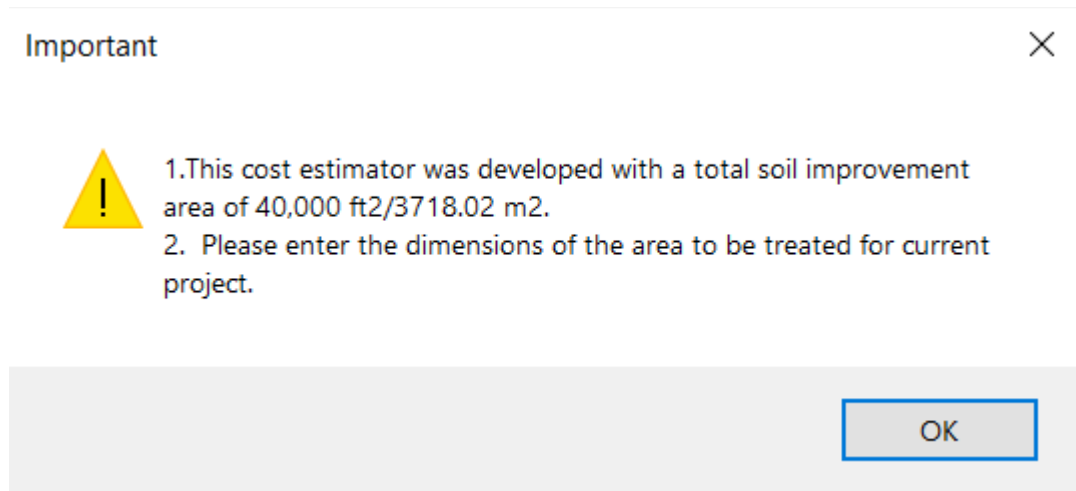 Important
1.This cost estimator was developed with a total soil improvement
area of 40,000 ft2/3718.02 m2.
2.  Please enter the dimensions of the area to be treated for current
project.
OK